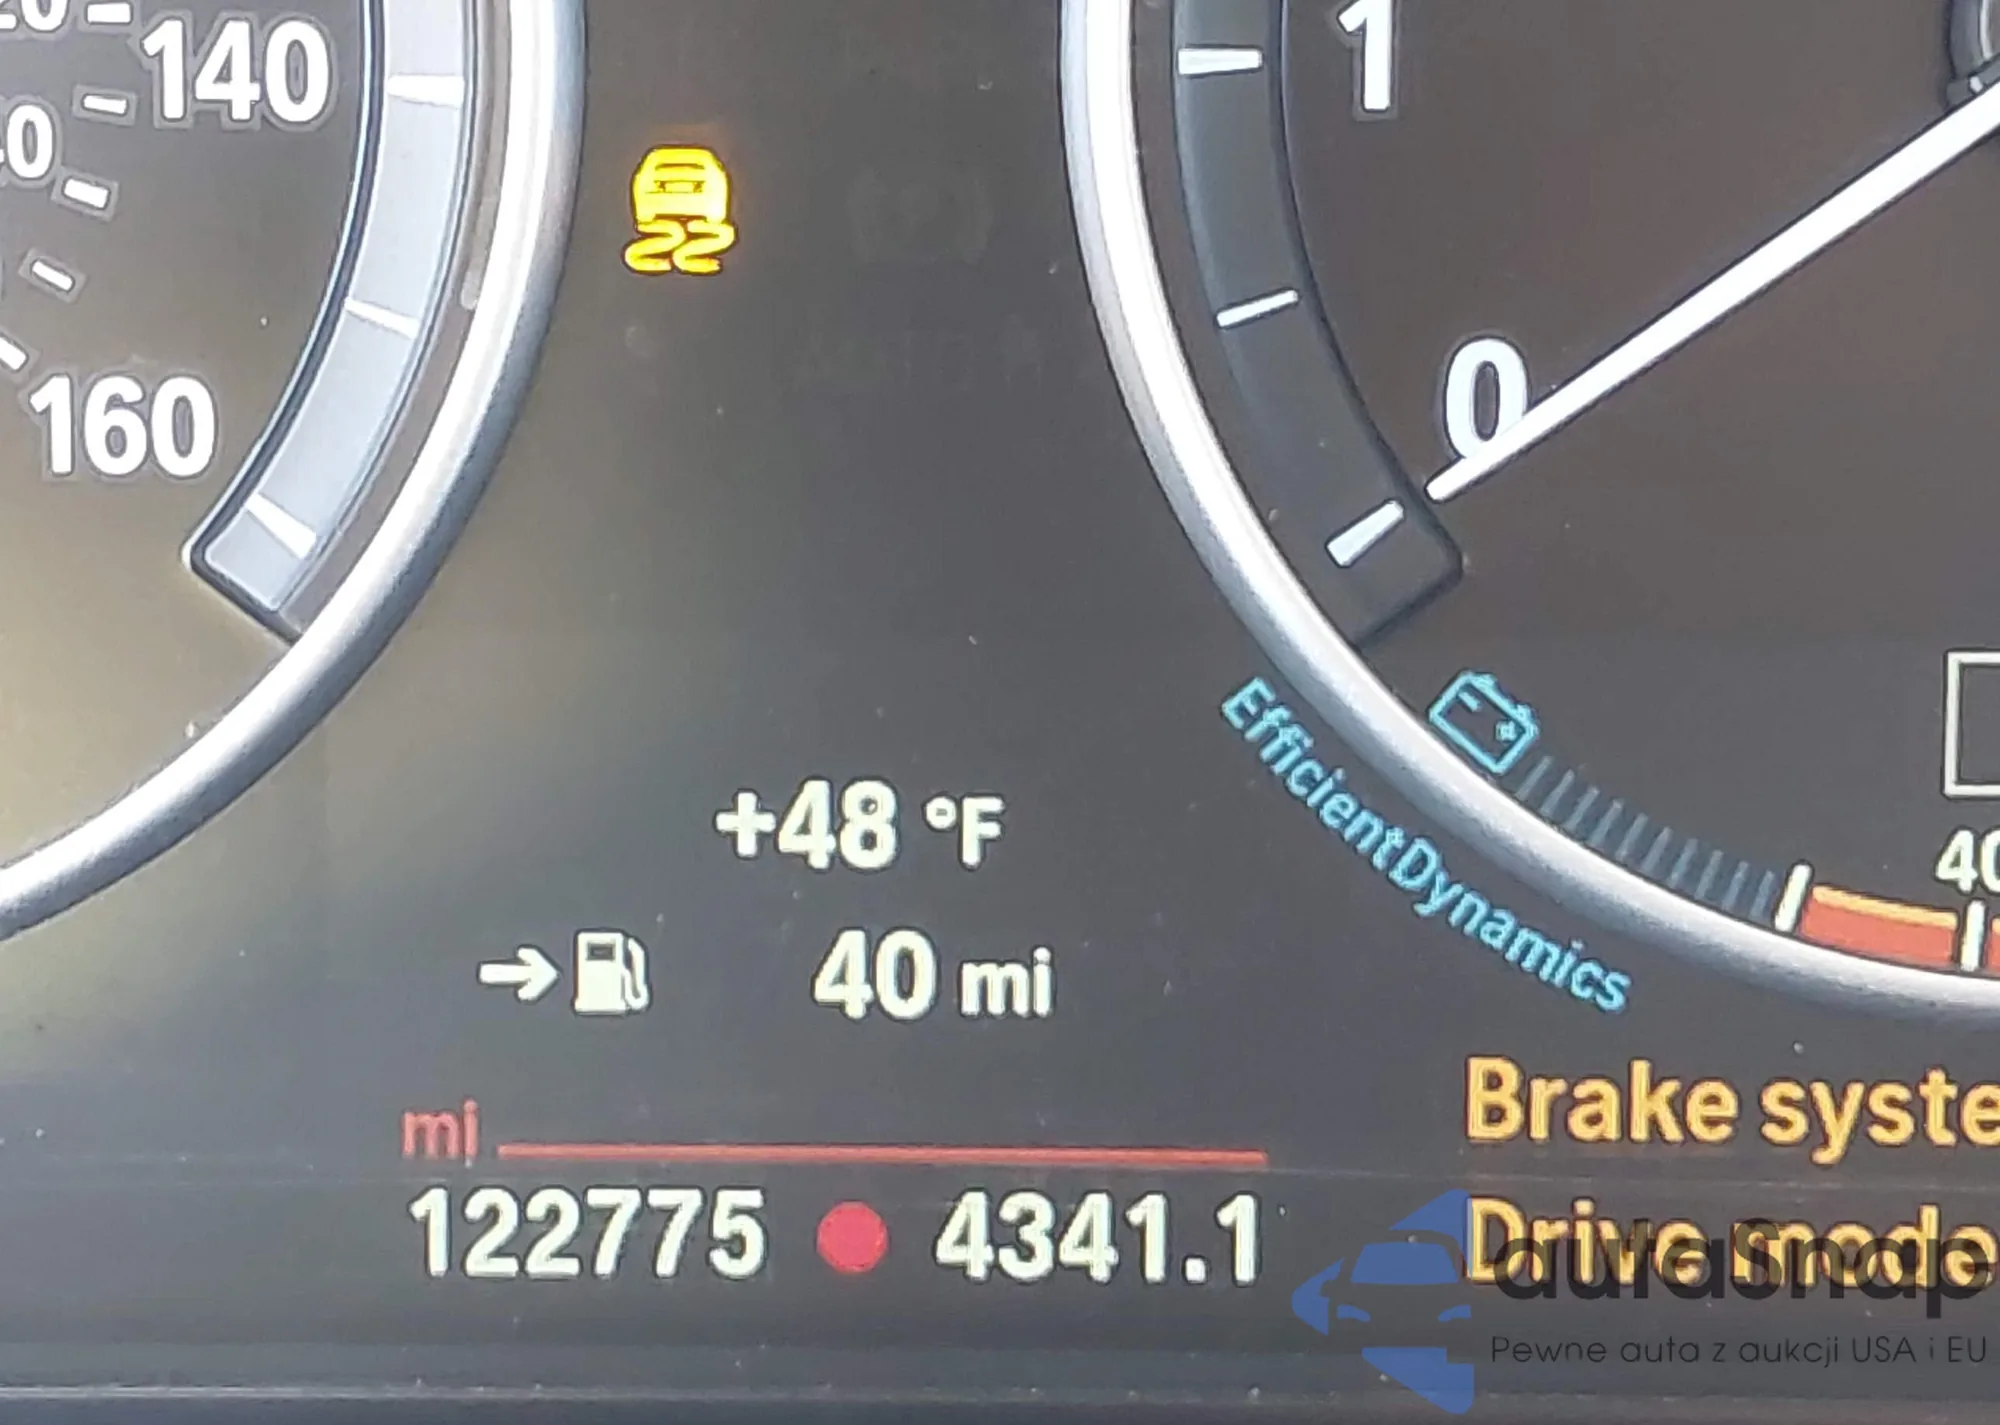 140
160
1
0
+48 °F
40 mi
EfficientDynamics
40
mi
122775 4341.1
Brake syste
Drive mode
autaSnap
Pewne auta z aukcji USA i EU